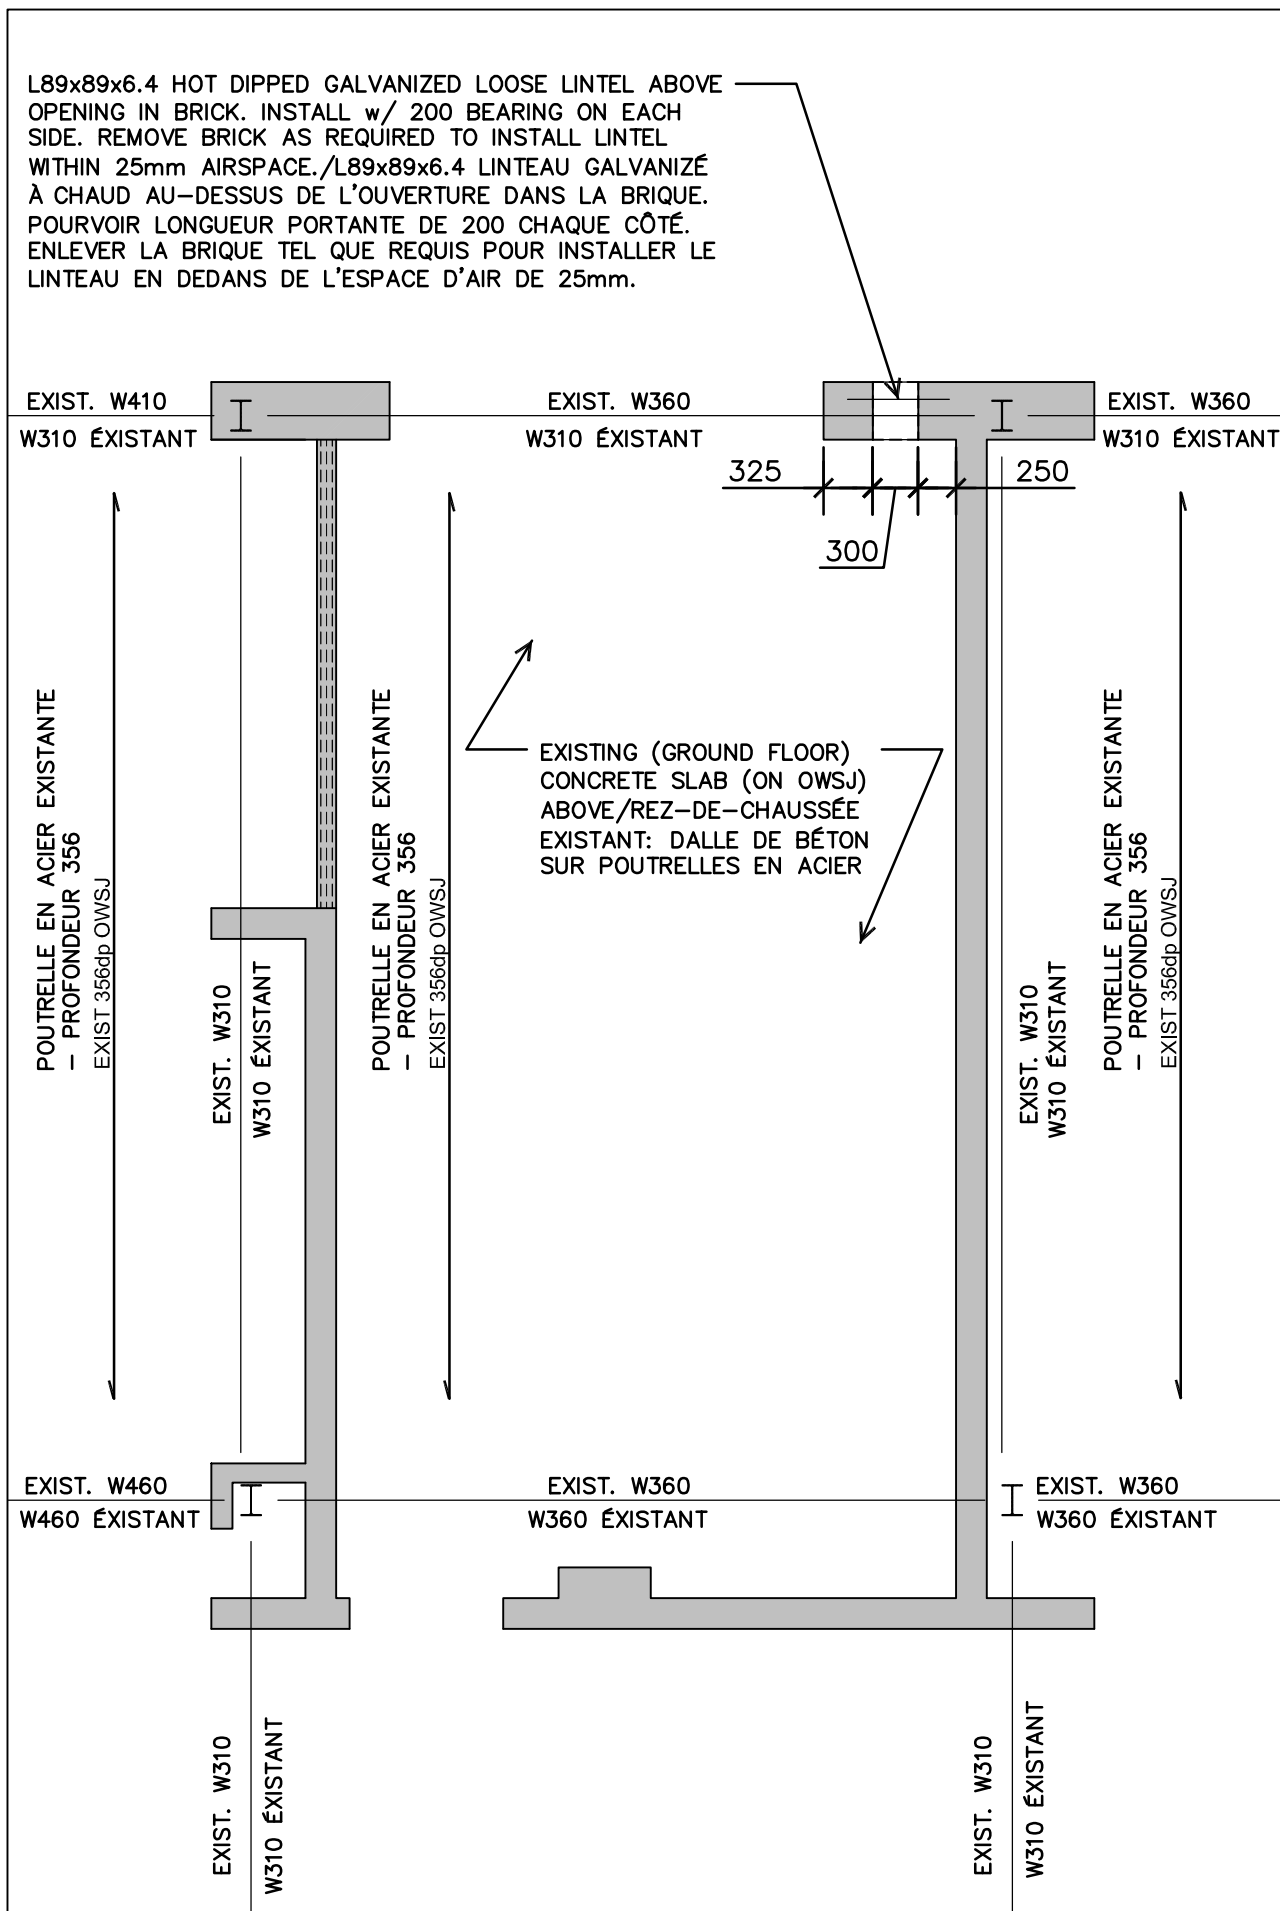 L89x89x6.4 HOT DIPPED GALVANIZED LOOSE LINTEL ABOVE
OPENING IN BRICK. INSTALL w/ 200 BEARING ON EACH
SIDE. REMOVE BRICK AS REQUIRED TO INSTALL LINTEL
WITHIN 25mm AIRSPACE./L89x89x6.4 LINTEAU GALVANIZÉ
À CHAUD AU-DESSUS DE L'OUVERTURE DANS LA BRIQUE.
POURVOIR LONGUEUR PORTANTE DE 200 CHAQUE CÔTÉ.
ENLEVER LA BRIQUE TEL QUE REQUIS POUR INSTALLER LE
LINTEAU EN DEDANS DE L'ESPACE D'AIR DE 25mm.
EXIST. W410
W310 ÉXISTANT
EXIST. W360
W310 ÉXISTANT
EXIST. W360
W310 ÉXISTANT
325
250
300
POUTRELLE EN ACIER EXISTANTE
- PROFONDEUR 356
EXIST 356dp OWSJ
EXIST. W310
W310 ÉXISTANT
POUTRELLE EN ACIER EXISTANTE
- PROFONDEUR 356
EXIST 356dp OWSJ
EXISTING (GROUND FLOOR)
CONCRETE SLAB (ON OWSJ)
ABOVE/REZ-DE-CHAUSSÉE
EXISTANT: DALLE DE BÉTON
SUR POUTRELLES EN ACIER
EXIST. W310
W310 ÉXISTANT
POUTRELLE EN ACIER EXISTANTE
- PROFONDEUR 356
EXIST 356dp OWSJ
EXIST. W460
W460 ÉXISTANT
EXIST. W360
W360 ÉXISTANT
EXIST. W360
W360 ÉXISTANT
EXIST. W310
W310 ÉXISTANT
EXIST. W310
W310 ÉXISTANT